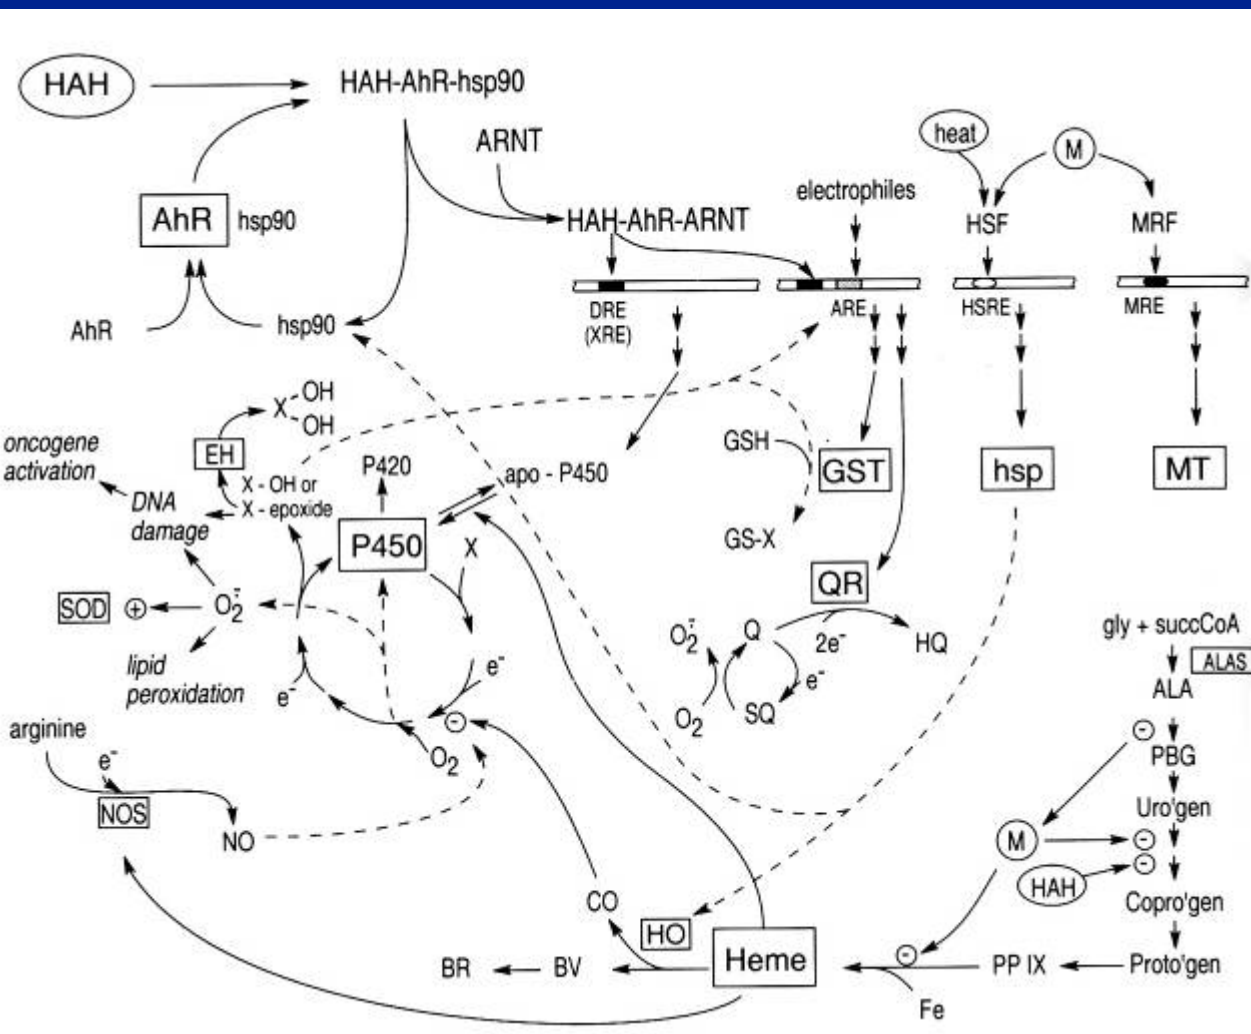 HAH
HAH-AhR-hsp90
ARNT
heat
M
electrophiles
AhR
hsp90
HAH-AhR-ARNT
HSF
MRF
DRE
(XRE)
ARE
HSRE
MRE
AhR
hsp90
X
OH
OH
oncogene
activation
EH
P420
apo - P450
GSH
GST
hsp
MT
X - OH or
X - epoxide
DNA
damage
P450
X
GS-X
QR
SOD
+
O2-
O2-
Q
2e-
HQ
gly + succCoA
ALAS
ALA
lipid
peroxidation
e-
e-
e-
O2
SQ
arginine
-
O2
-
PBG
e-
NOS
NO
Uro'gen
M
-
HAH
-
CO
HO
Copro'gen
BR
BV
Heme
-
PP IX
Proto'gen
Fe